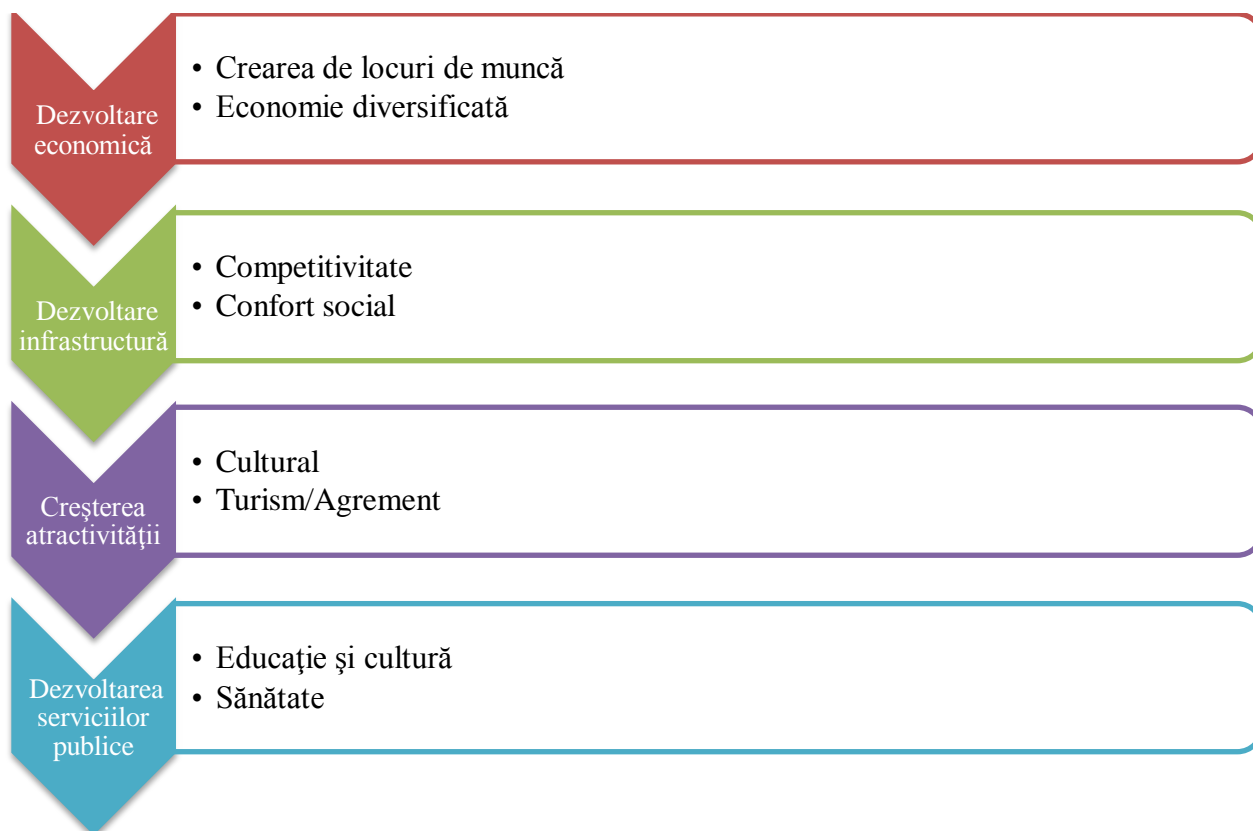 Dezvoltare
economică
• Crearea de locuri de muncă
• Economie diversificată
Dezvoltare
infrastructură
• Competitivitate
• Confort social
Creşterea
atractivităţii
• Cultural
• Turism/Agrement
Dezvoltarea
serviciilor
publice
• Educaţie şi cultură
• Sănătate